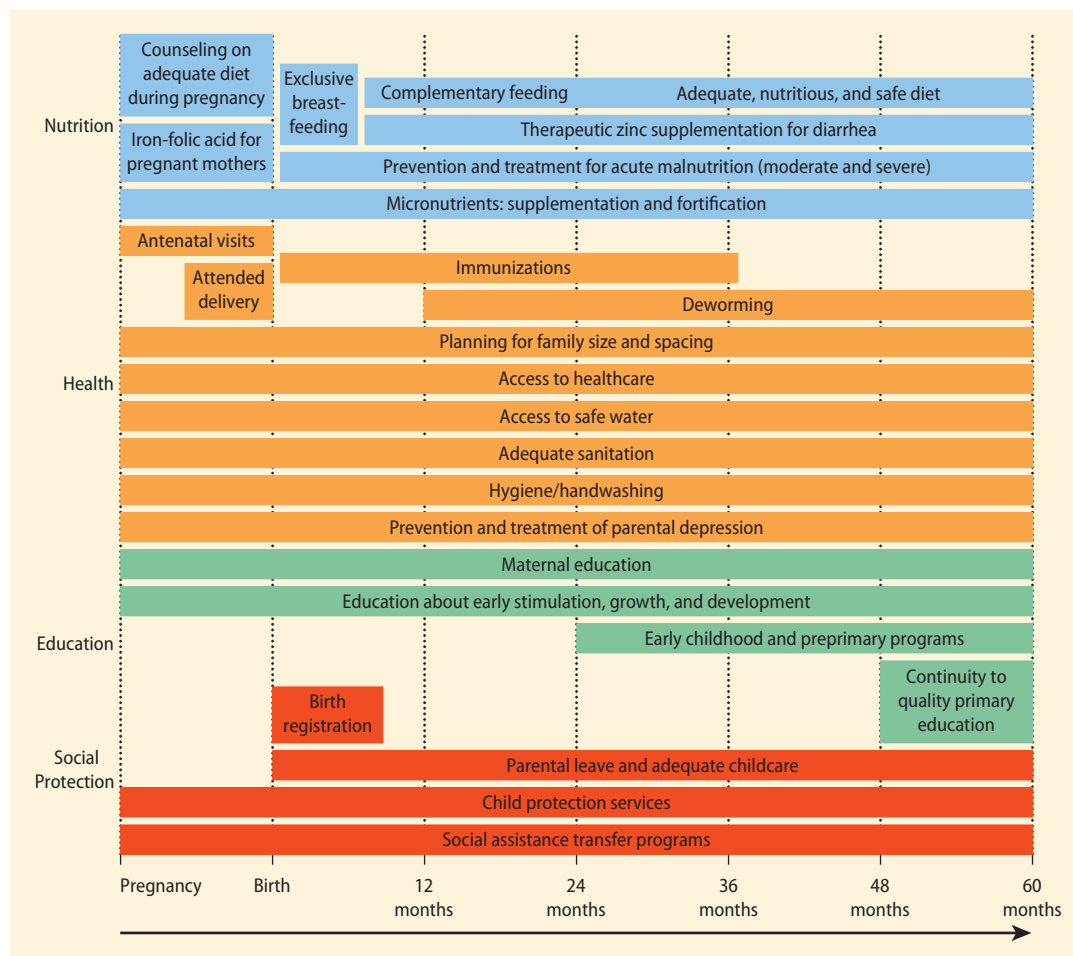 Nutrition
Counseling on
adequate diet
during pregnancy
Iron-folic acid for
pregnant mothers
Exclusive
breast-
feeding
Complementary feeding
Adequate, nutritious, and safe diet
Therapeutic zinc supplementation for diarrhea
Prevention and treatment for acute malnutrition (moderate and severe)
Micronutrients: supplementation and fortification
Health
Antenatal visits
Attended
delivery
Immunizations
Deworming
Planning for family size and spacing
Access to healthcare
Access to safe water
Adequate sanitation
Hygiene/handwashing
Prevention and treatment of parental depression
Education
Maternal education
Education about early stimulation, growth, and development
Early childhood and preprimary programs
Continuity to
quality primary
education
Social
Protection
Birth
registration
Parental leave and adequate childcare
Child protection services
Social assistance transfer programs
Pregnancy
Birth
12
months
24
months
36
months
48
months
60
months